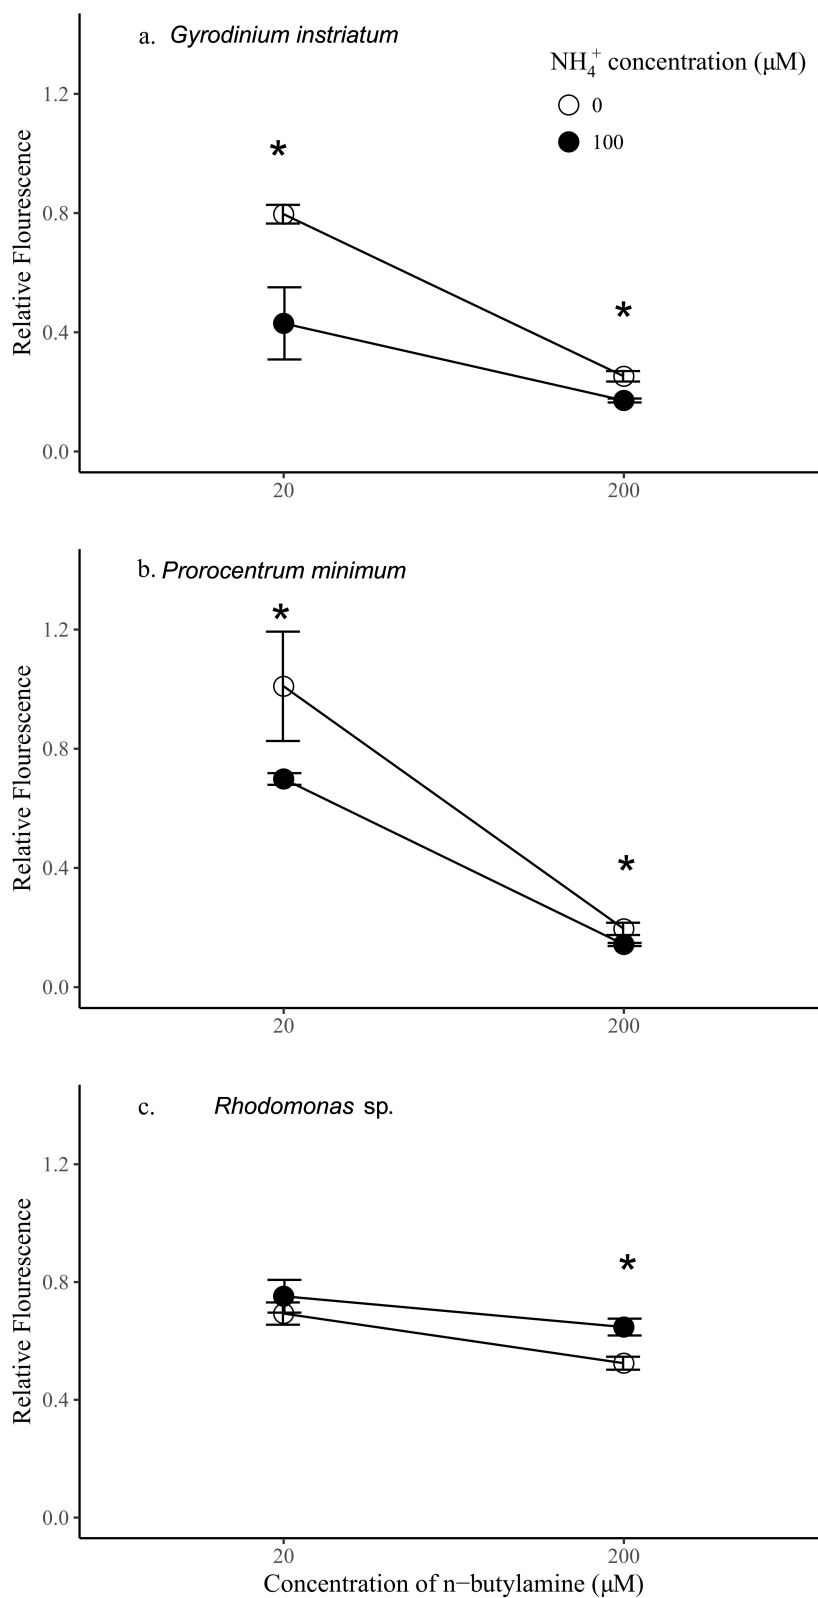 a. Gyrodinium instriatum
NH₄⁺ concentration (μM)
0
100
*
*
Relative Flourescence
1.2
0.8
0.4
0.0
20 200
b. Prorocentrum minimum
*
*
Relative Flourescence
1.2
0.8
0.4
0.0
20 200
c. Rhodomonas sp.
*
Relative Flourescence
1.2
0.8
0.4
0.0
20 200
Concentration of n−butylamine (μM)